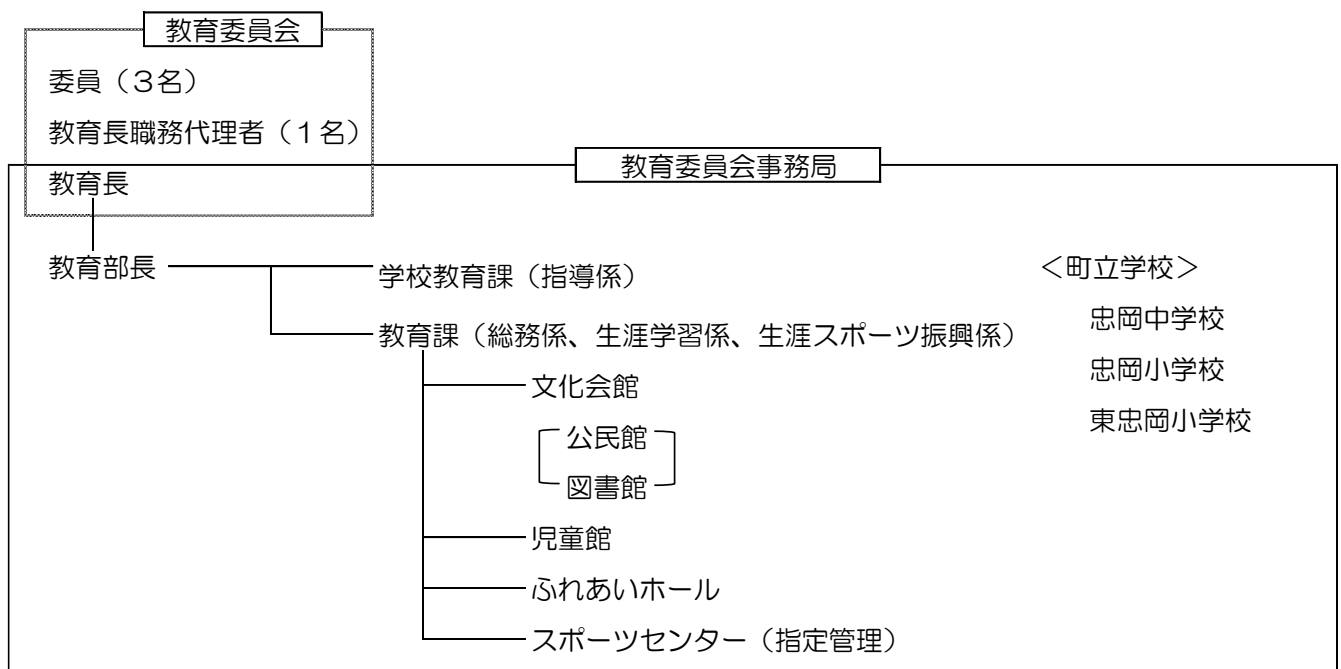 教育委員会
委員（３名）
教育長職務代理者（１名）
教育委員会事務局
教育長
教育部長
学校教育課（指導係）
教育課（総務係、生涯学習係、生涯スポーツ振興係）
文化会館
公民館
図書館
児童館
ふれあいホール
スポーツセンター（指定管理）
＜町立学校＞
忠岡中学校
忠岡小学校
東忠岡小学校